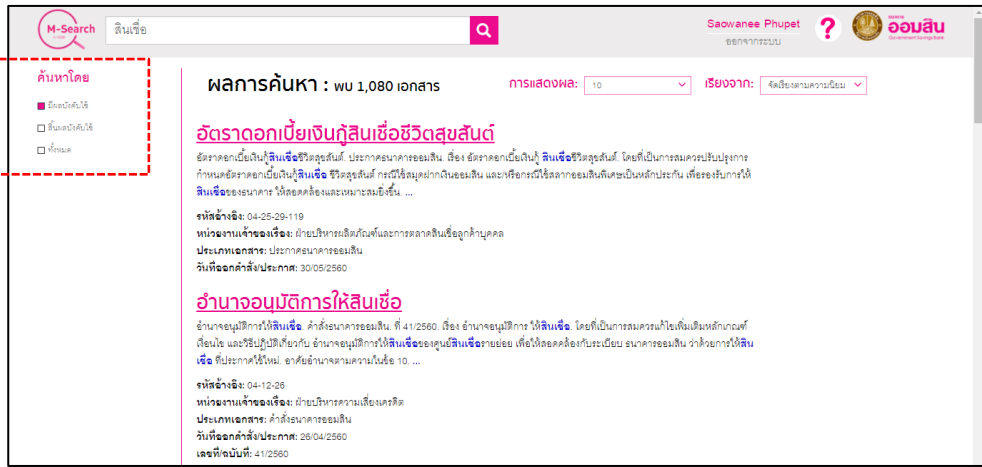 M-Search
สินเชื่อ
Saowanee Phupet
ออกจากระบบ
?
ออมสิน
Government Savings Bank
ค้นหาโดย
มีผลบังคับใช้
สิ้นผลบังคับใช้
ทั้งหมด
ผลการค้นหา : พบ 1,080 เอกสาร
การแสดงผล: 10
เรียงจาก: จัดเรียงตามความนิยม
อัตราดอกเบี้ยเงินกู้สินเชื่อชีวิตสุขสันต์
อัตราดอกเบี้ยเงินกู้สินเชื่อชีวิตสุขสันต์. ประกาศธนาคารออมสิน. เรื่อง อัตราดอกเบี้ยเงินกู้ สินเชื่อชีวิตสุขสันต์. โดยที่เป็นการสมควรปรับปรุงการ
กำหนดอัตราดอกเบี้ยเงินกู้สินเชื่อ ชีวิตสุขสันต์ กรณีใช้สมุดฝากเงินออมสิน และ/หรือกรณีใช้สลากออมสินพิเศษเป็นหลักประกัน เพื่อรองรับการให้
สินเชื่อของธนาคาร ให้สอดคล้องและเหมาะสมยิ่งขึ้น. ...
รหัสอ้างอิง: 04-25-29-119
หน่วยงานเจ้าของเรื่อง: ฝ่ายบริหารผลิตภัณฑ์และการตลาดสินเชื่อลูกค้าบุคคล
ประเภทเอกสาร: ประกาศธนาคารออมสิน
วันที่ออกคำสั่ง/ประกาศ: 30/05/2560
อำนาจอนุมัติการให้สินเชื่อ
อำนาจอนุมัติการให้สินเชื่อ. คำสั่งธนาคารออมสิน. ที่ 41/2560. เรื่อง อำนาจอนุมัติการ ให้สินเชื่อ. โดยที่เป็นการสมควรแก้ไขเพิ่มเติมหลักเกณฑ์
เงื่อนไข และวิธีปฏิบัติเกี่ยวกับ อำนาจอนุมัติการให้สินเชื่อของศูนย์สินเชื่อรายย่อย เพื่อให้สอดคล้องกับระเบียบ ธนาคารออมสิน ว่าด้วยการให้สิน
เชื่อ ที่ประกาศใช้ใหม่. อาศัยอำนาจตามความในข้อ 10. ...
รหัสอ้างอิง: 04-12-26
หน่วยงานเจ้าของเรื่อง: ฝ่ายบริหารความเสี่ยงเครดิต
ประเภทเอกสาร: คำสั่งธนาคารออมสิน
วันที่ออกคำสั่ง/ประกาศ: 26/04/2560
เลขที่/ฉบับที่: 41/2560